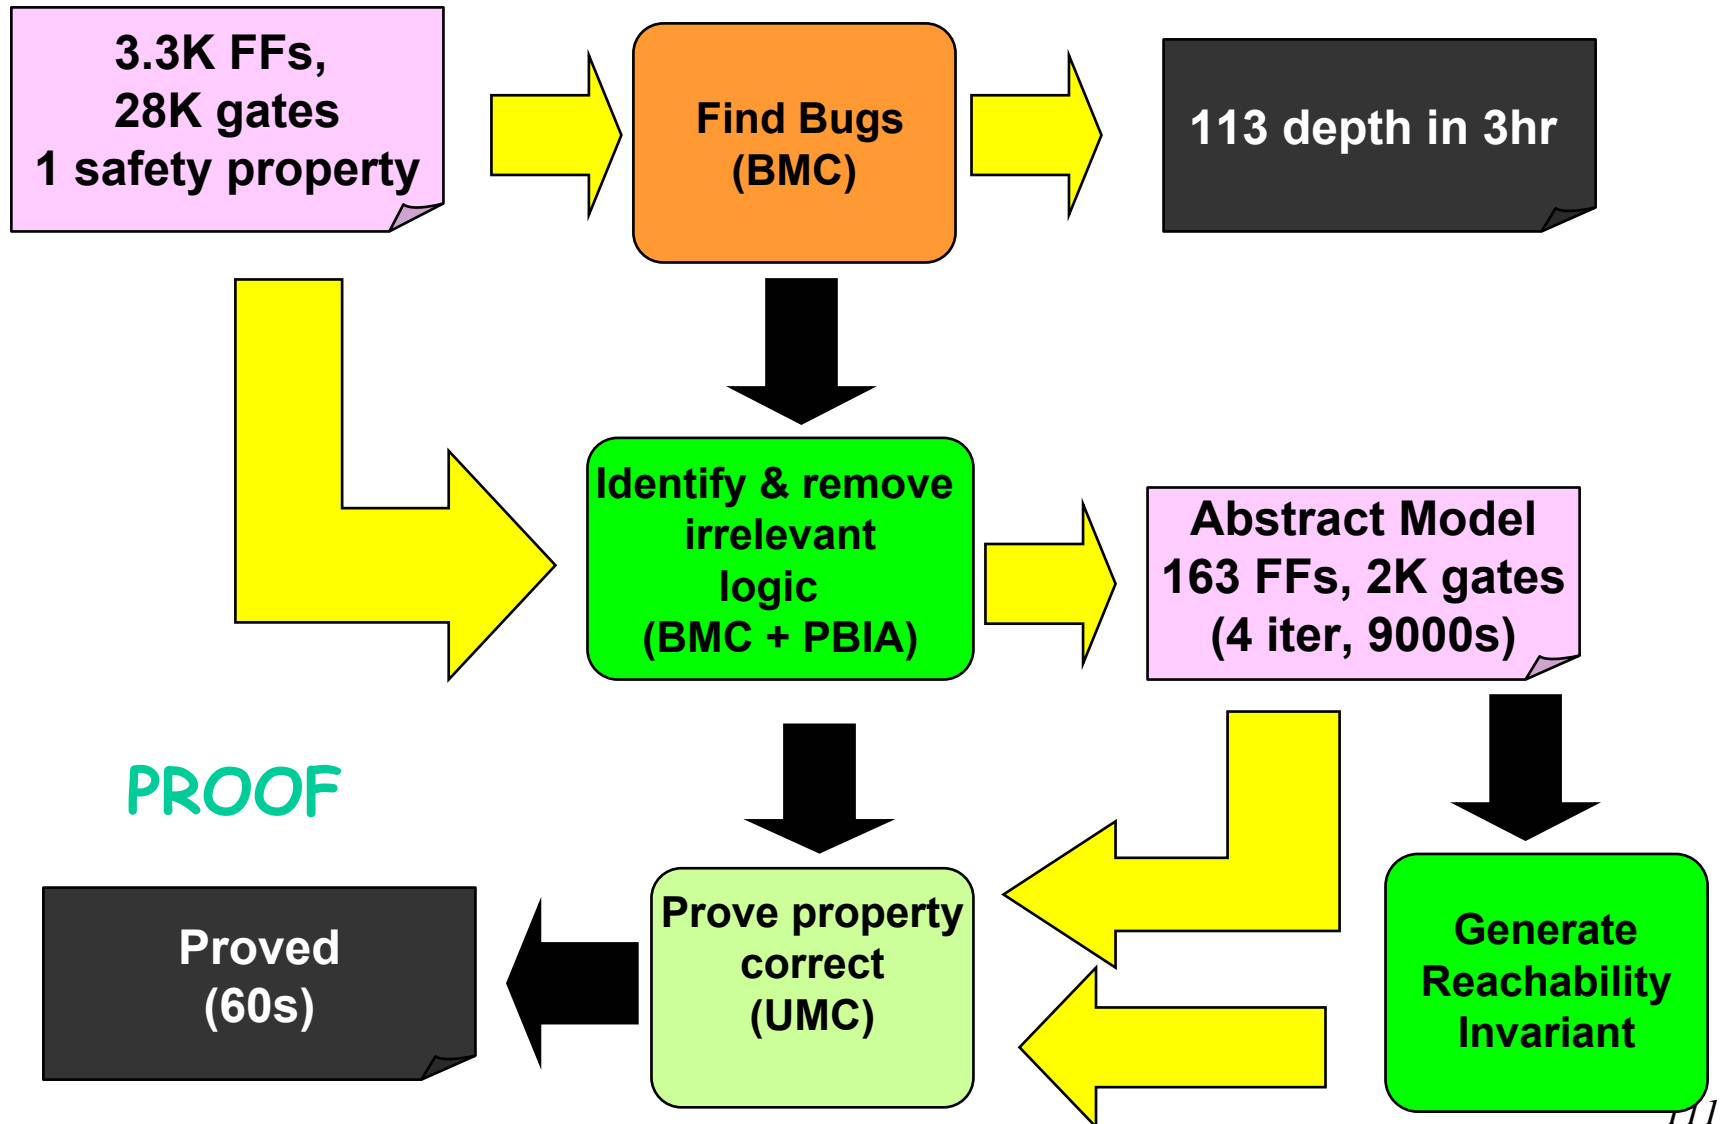 3.3K FFs,
28K gates
1 safety property
Find Bugs
(BMC)
113 depth in 3hr
Identify & remove
irrelevant
logic
(BMC + PBIA)
Abstract Model
163 FFs, 2K gates
(4 iter, 9000s)
PROOF
Proved
(60s)
Prove property
correct
(UMC)
Generate
Reachability
Invariant
111